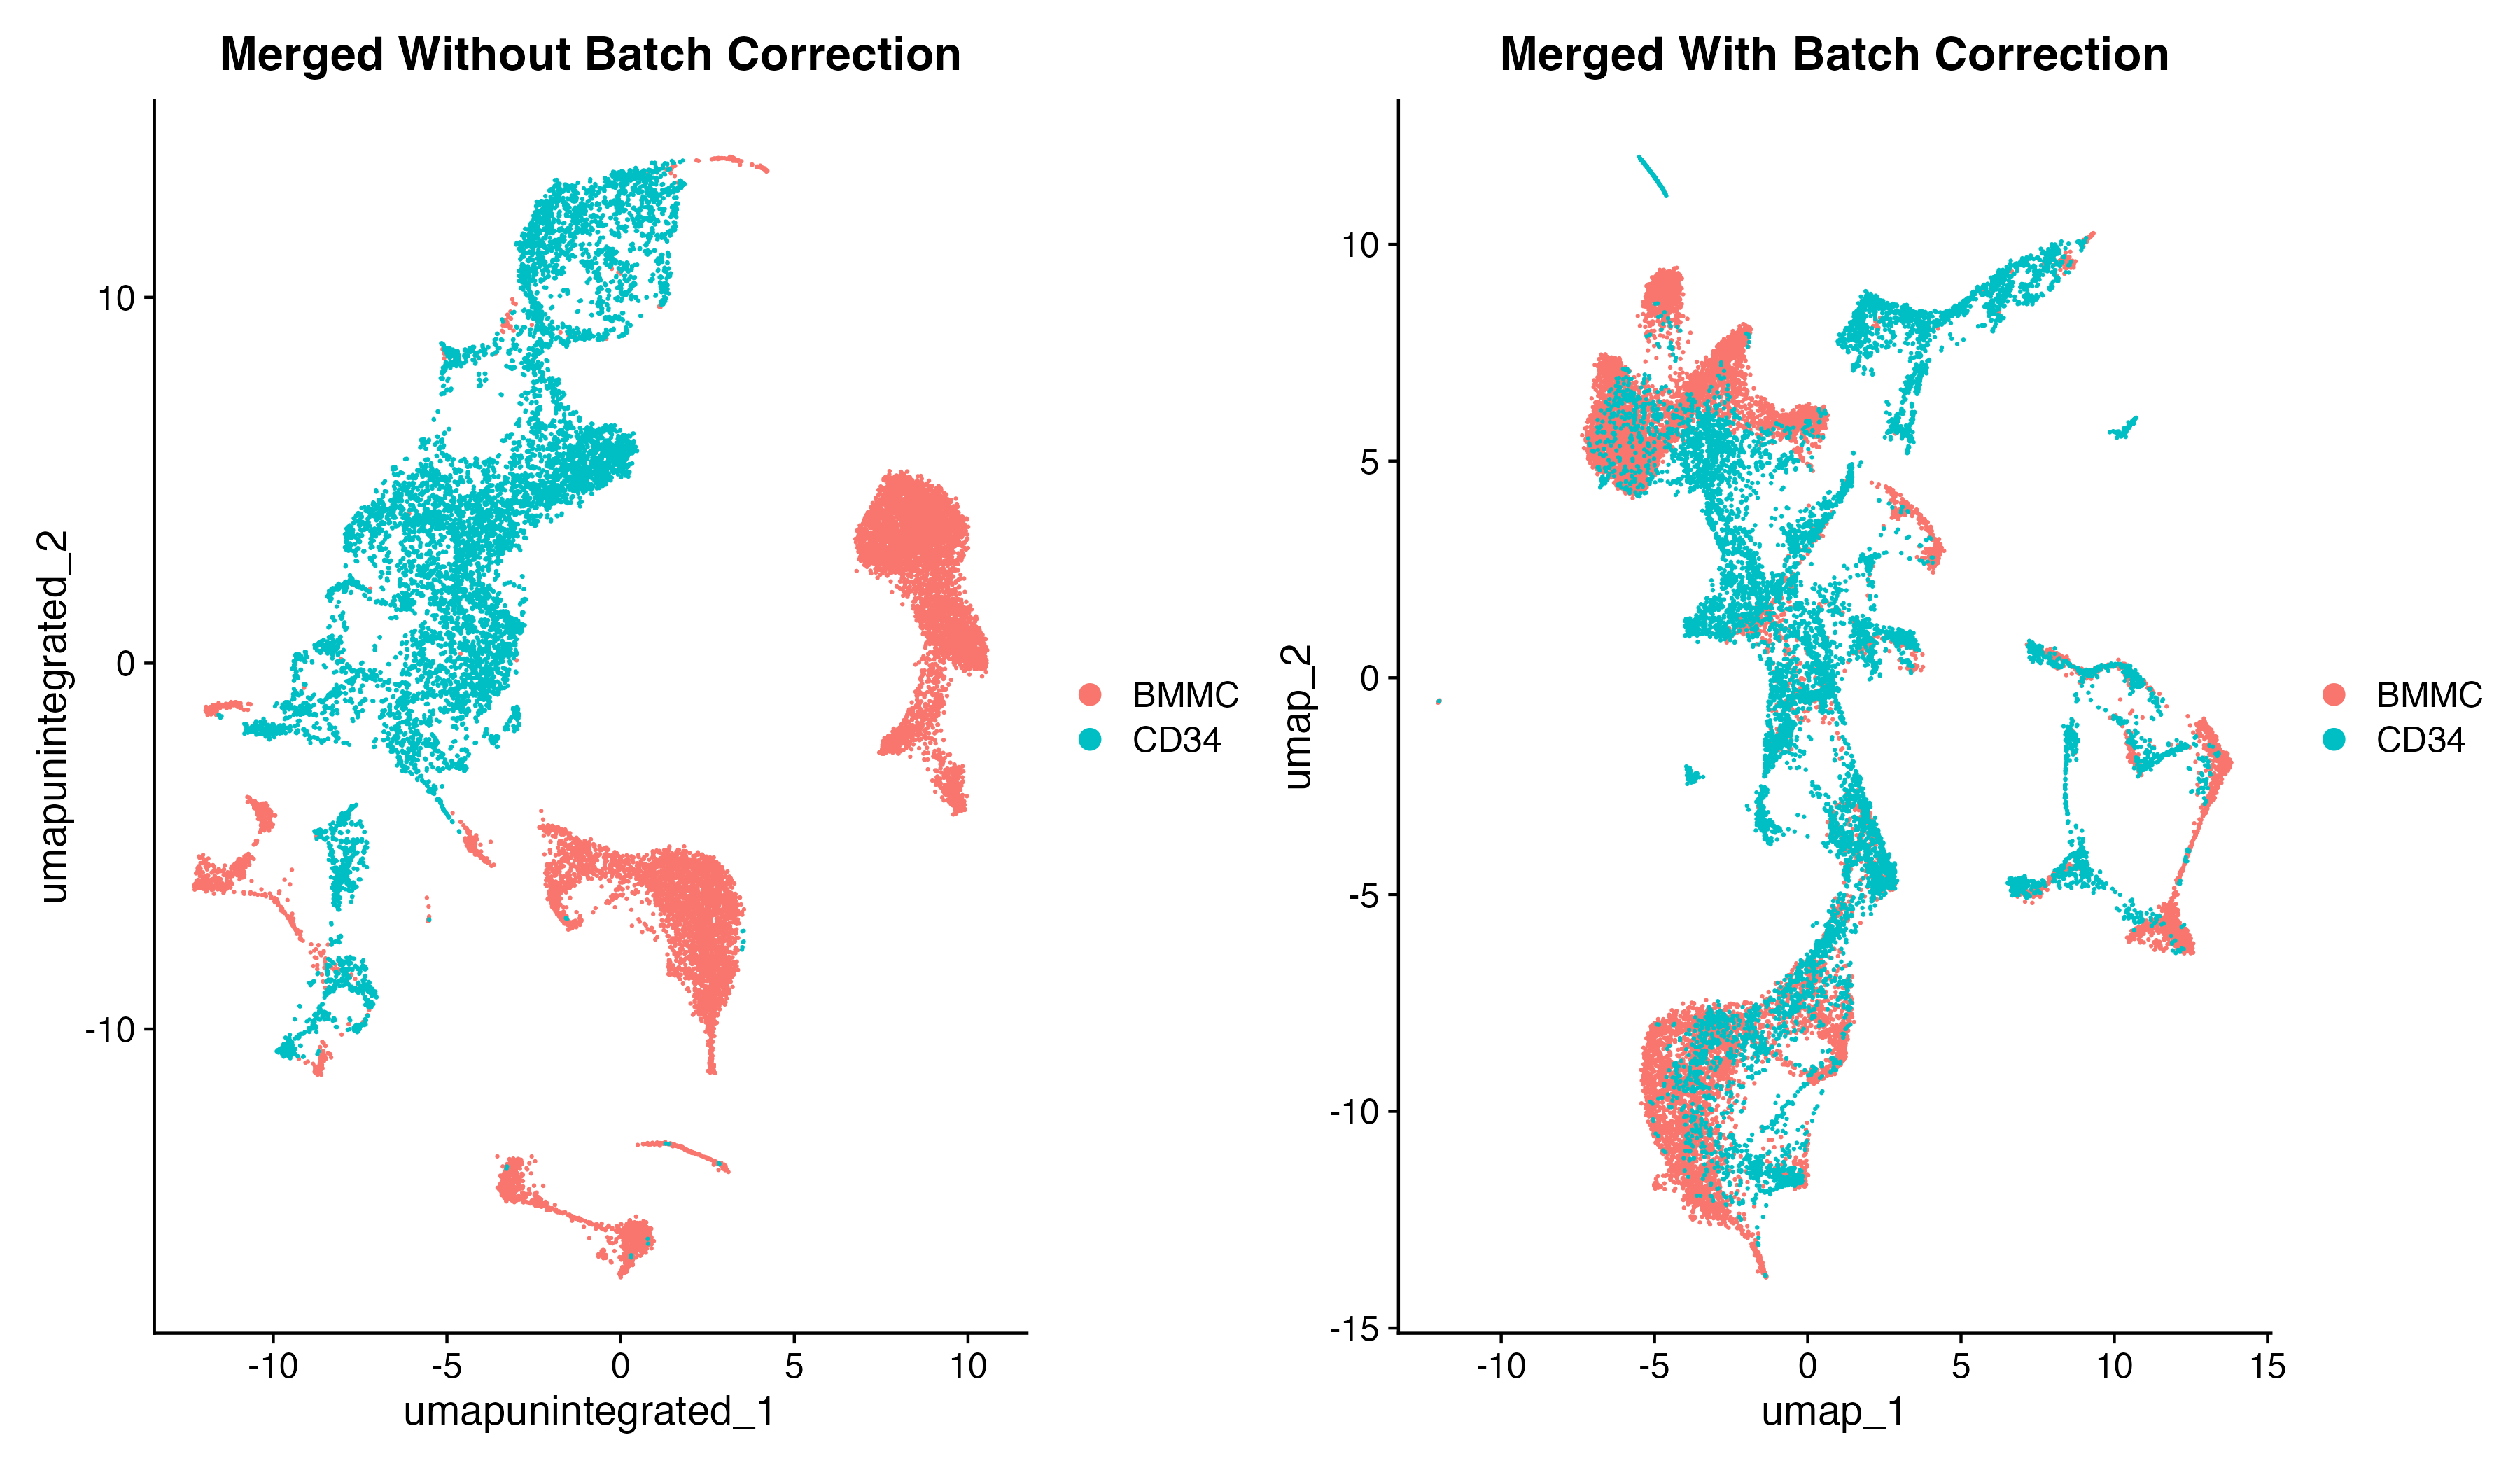 Merged Without Batch Correction
umapunintegrated_2
10
0
-10
-10
-5
0
5
10
umapunintegrated_1
BMMC
CD34
Merged With Batch Correction
umap_2
10
5
0
-5
-10
-15
-10
-5
0
5
10
15
umap_1
BMMC
CD34